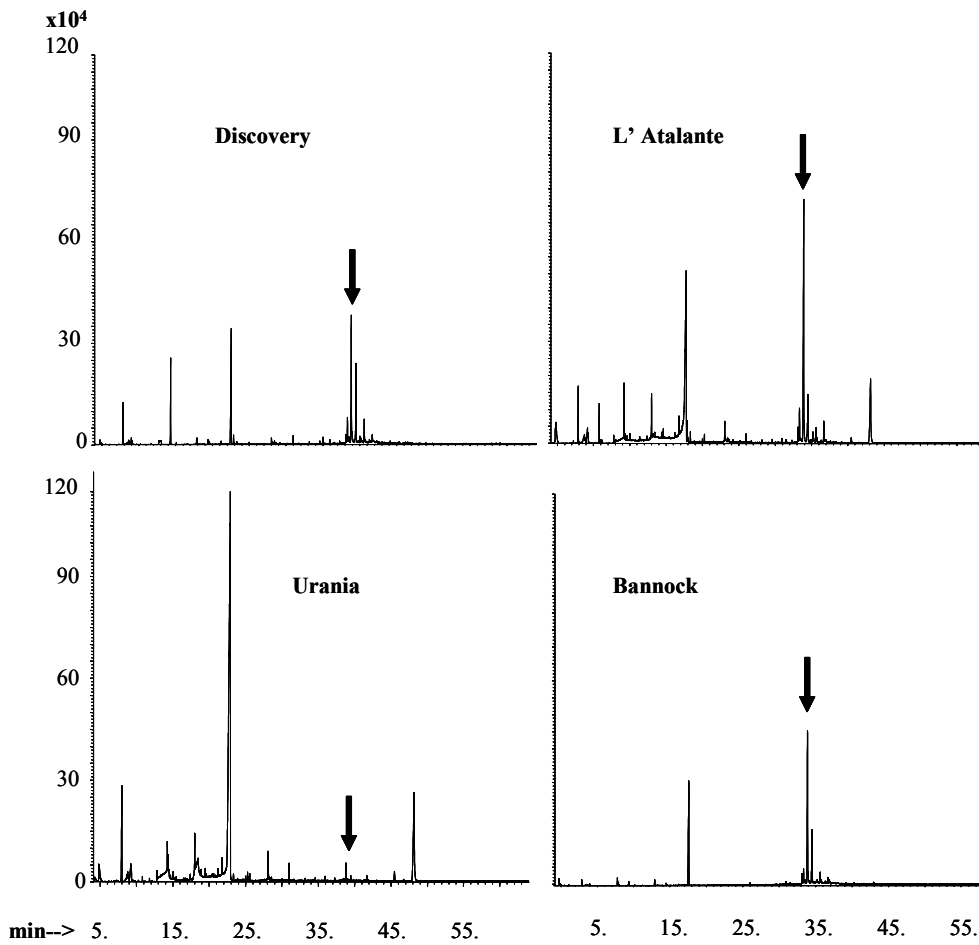 x10⁴
120
90
60
30
0
Discovery
L’ Atalante
120
90
60
30
0
Urania
Bannock
min--> 5. 15. 25. 35. 45. 55.
5. 15. 25. 35. 45. 55.